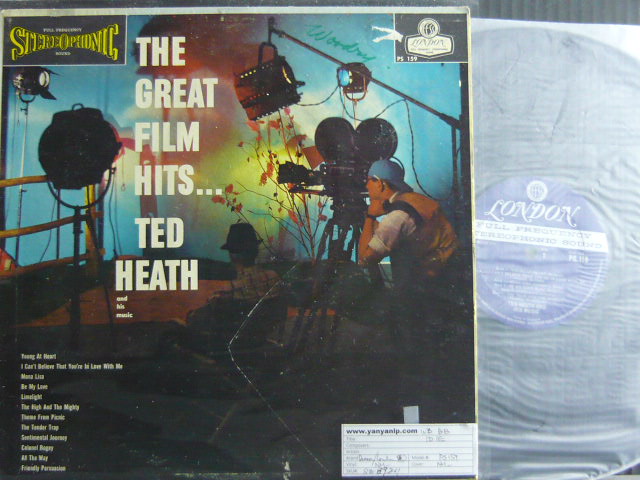 FULL FREQUENCY
STEREOPHONIC
SOUND
THE
GREAT
FILM
HITS...
TED
HEATH
and
his
music
LONDON
PS 159
Young At Heart
I Can't Believe That You're In Love With Me
Mona Lisa
Be My Love
Limelight
The High And The Mighty
Theme From Picnic
The Tender Trap
Sentimental Journey
Colonel Bogey
All The Way
Friendly Persuasion
www.yanyanlp.com
Title
LONDON
FULL FREQUENCY
STEREOPHONIC SOUND